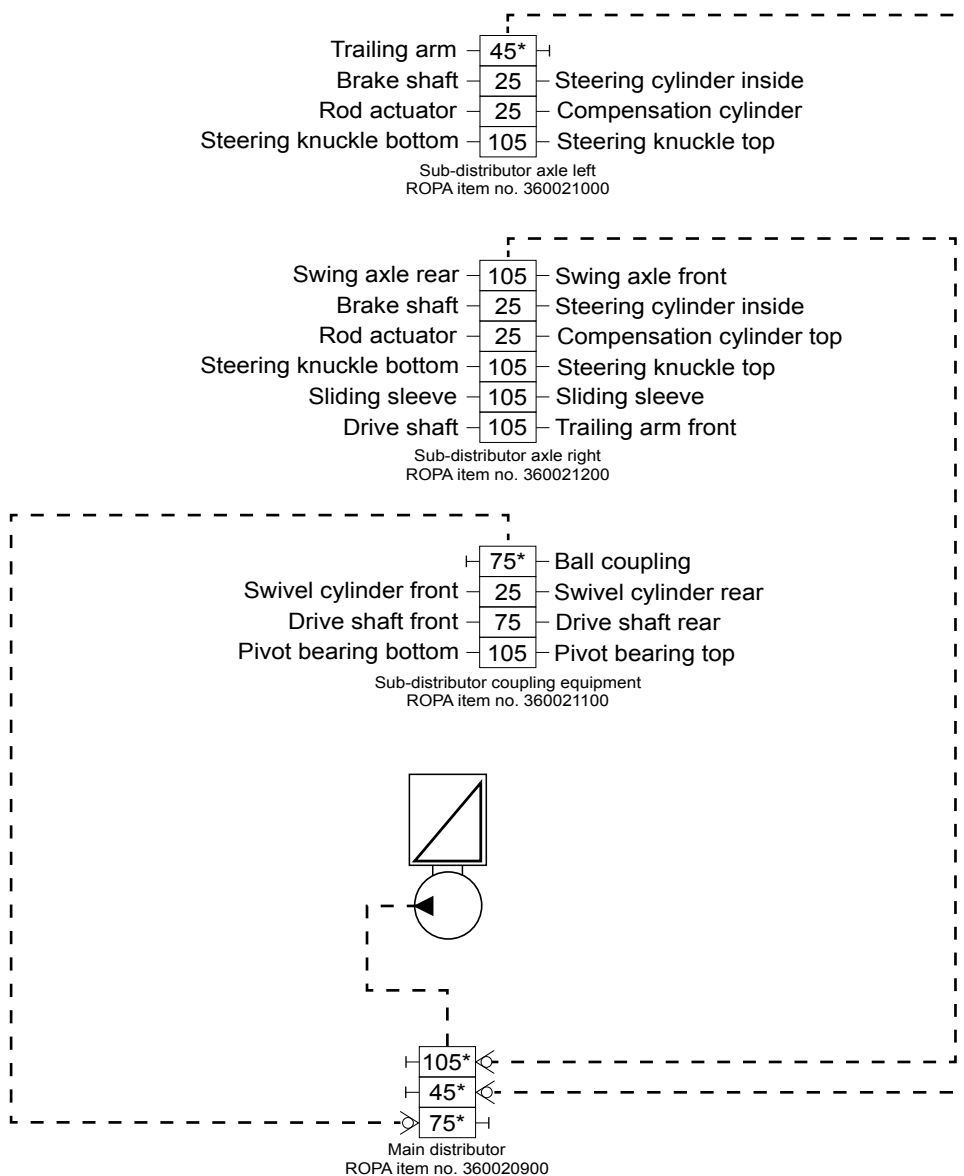 Trailing arm 45*
Brake shaft 25 Steering cylinder inside
Rod actuator 25 Compensation cylinder
Steering knuckle bottom 105 Steering knuckle top
Sub-distributor axle left
ROPA item no. 360021000
Swing axle rear 105 Swing axle front
Brake shaft 25 Steering cylinder inside
Rod actuator 25 Compensation cylinder top
Steering knuckle bottom 105 Steering knuckle top
Sliding sleeve 105 Sliding sleeve
Drive shaft 105 Trailing arm front
Sub-distributor axle right
ROPA item no. 360021200
75* Ball coupling
Swivel cylinder front 25 Swivel cylinder rear
Drive shaft front 75 Drive shaft rear
Pivot bearing bottom 105 Pivot bearing top
Sub-distributor coupling equipment
ROPA item no. 360021100
105*
45*
75*
Main distributor
ROPA item no. 360020900